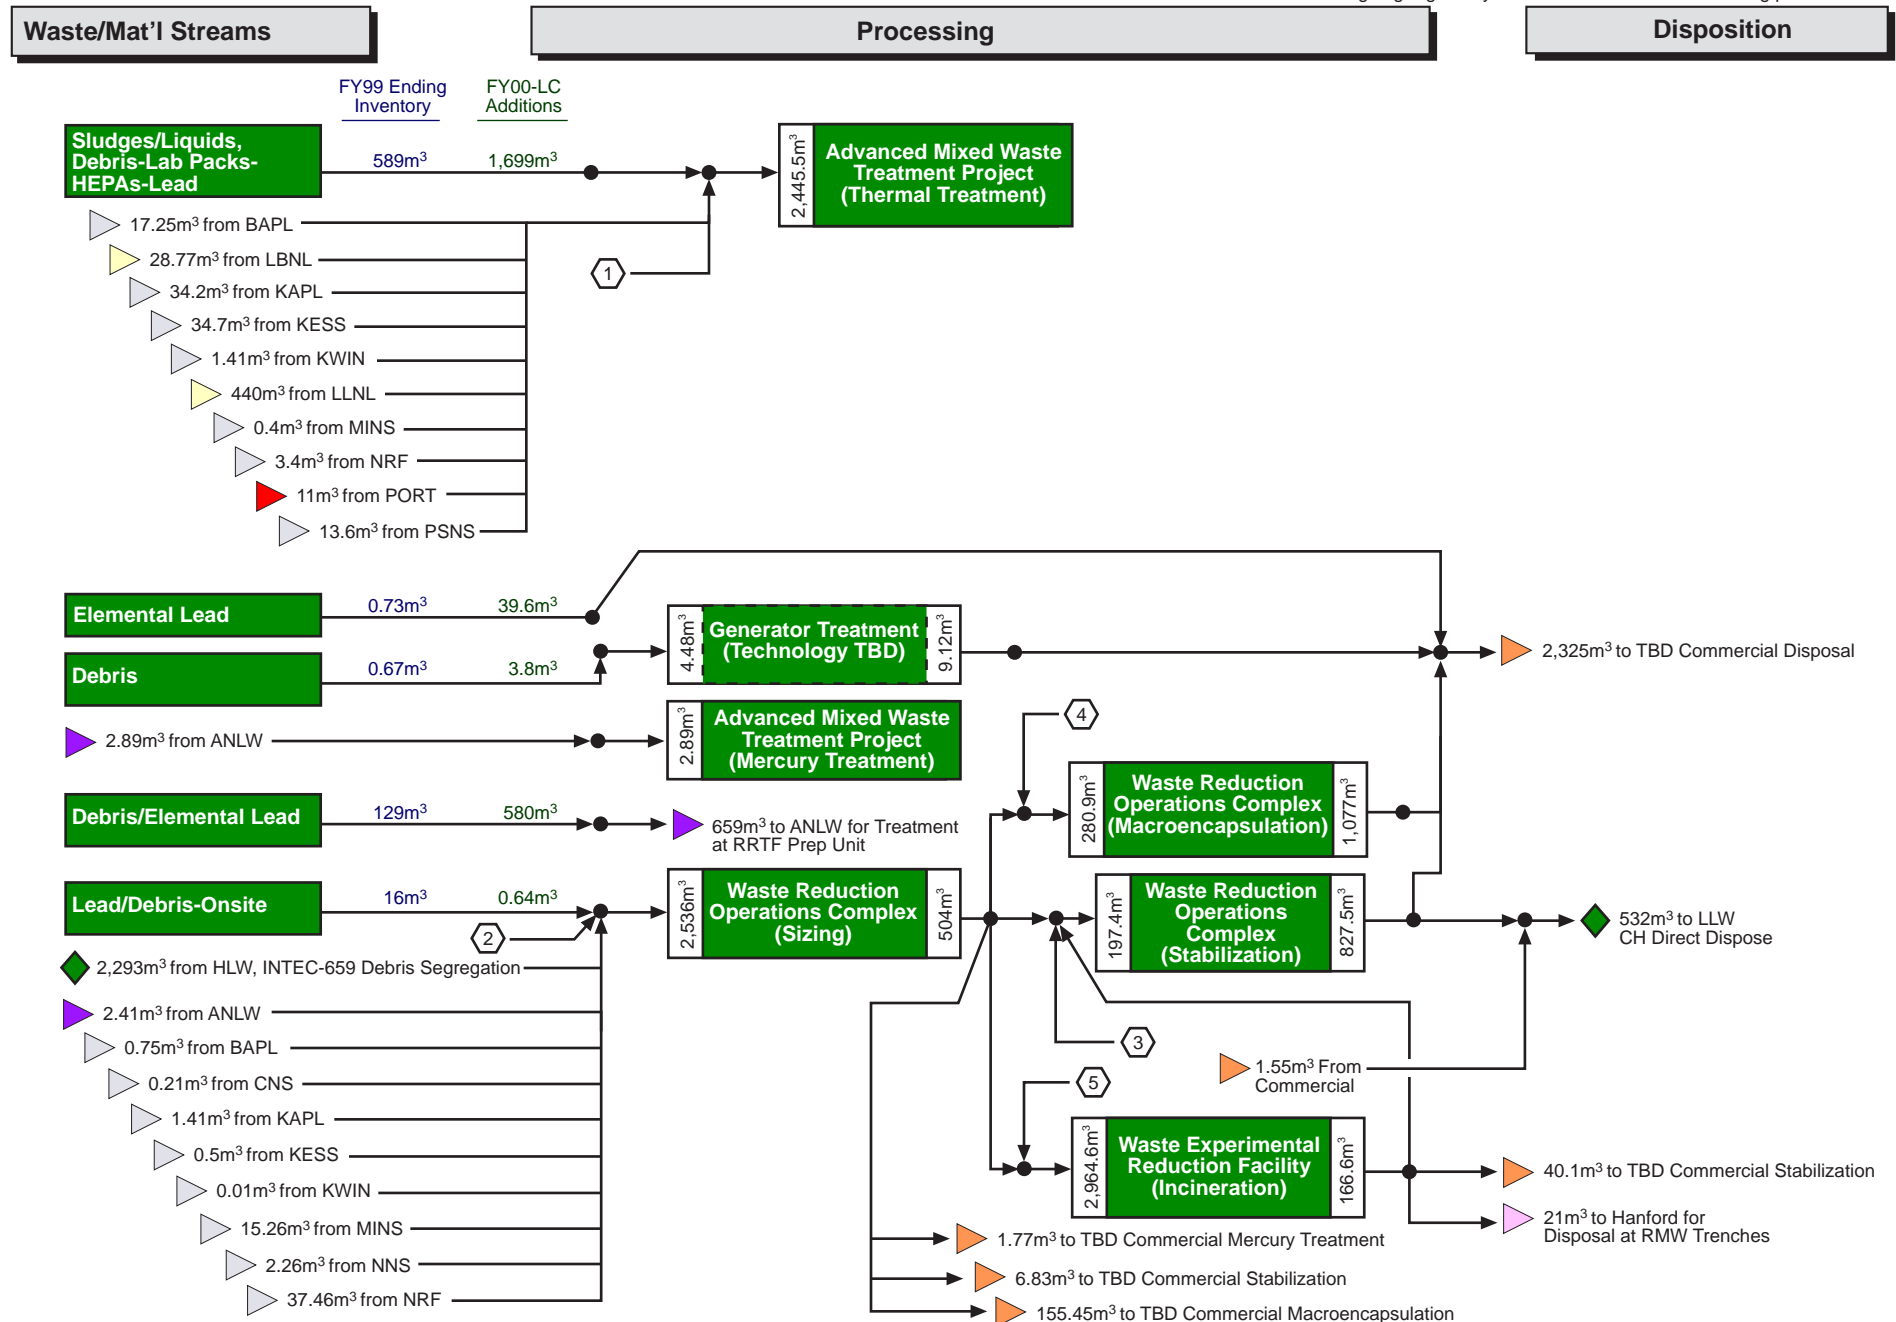 Waste/Mat'l Streams
Processing
Disposition
FY99 Ending
Inventory
FY00-LC
Additions
Sludges/Liquids,
Debris-Lab Packs-
HEPAs-Lead
589m³
1,699m³
2,445.5m³
Advanced Mixed Waste
Treatment Project
(Thermal Treatment)
17.25m³ from BAPL
28.77m³ from LBNL
1
34.2m³ from KAPL
34.7m³ from KESS
1.41m³ from KWIN
440m³ from LLNL
0.4m³ from MINS
3.4m³ from NRF
11m³ from PORT
13.6m³ from PSNS
Elemental Lead
0.73m³
39.6m³
4.48m³
Generator Treatment
(Technology TBD)
9.12m³
2,325m³ to TBD Commercial Disposal
Debris
0.67m³
3.8m³
2.89m³ from ANLW
2.89m³
Advanced Mixed Waste
Treatment Project
(Mercury Treatment)
4
Debris/Elemental Lead
129m³
580m³
659m³ to ANLW for Treatment
at RRTF Prep Unit
280.9m³
Waste Reduction
Operations Complex
(Macroencapsulation)
1,077m³
Lead/Debris-Onsite
16m³
0.64m³
2
2,536m³
Waste Reduction
Operations Complex
(Sizing)
504m³
197.4m³
Waste Reduction
Operations
Complex
(Stabilization)
827.5m³
532m³ to LLW
CH Direct Dispose
2,293m³ from HLW, INTEC-659 Debris Segregation
2.41m³ from ANLW
0.75m³ from BAPL
3
0.21m³ from CNS
1.55m³ From
Commercial
5
1.41m³ from KAPL
0.5m³ from KESS
0.01m³ from KWIN
2,964.6m³
Waste Experimental
Reduction Facility
(Incineration)
166.6m³
40.1m³ to TBD Commercial Stabilization
21m³ to Hanford for
Disposal at RMW Trenches
15.26m³ from MINS
1.77m³ to TBD Commercial Mercury Treatment
2.26m³ from NNS
6.83m³ to TBD Commercial Stabilization
37.46m³ from NRF
155.45m³ to TBD Commercial Macroencapsulation